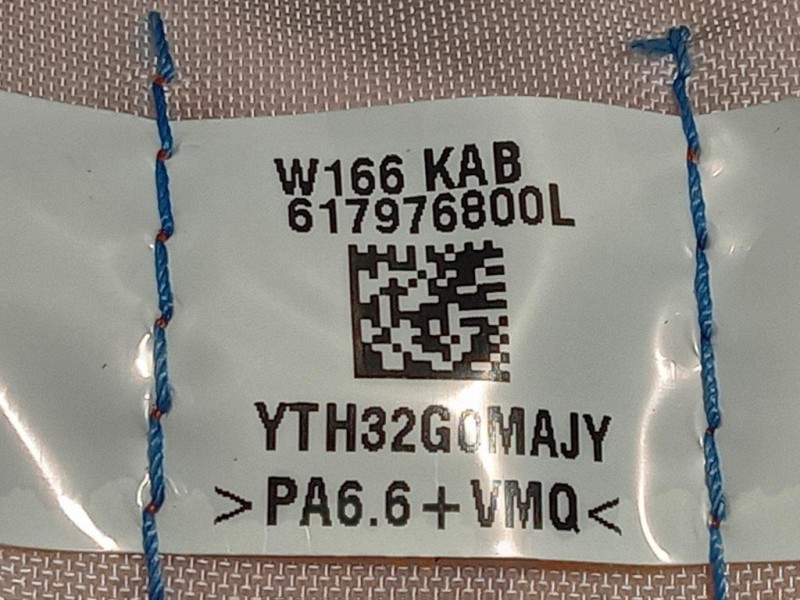 W166 KAB
617976800L
YTH32G0MAJY
>PA6.6+VMQ<